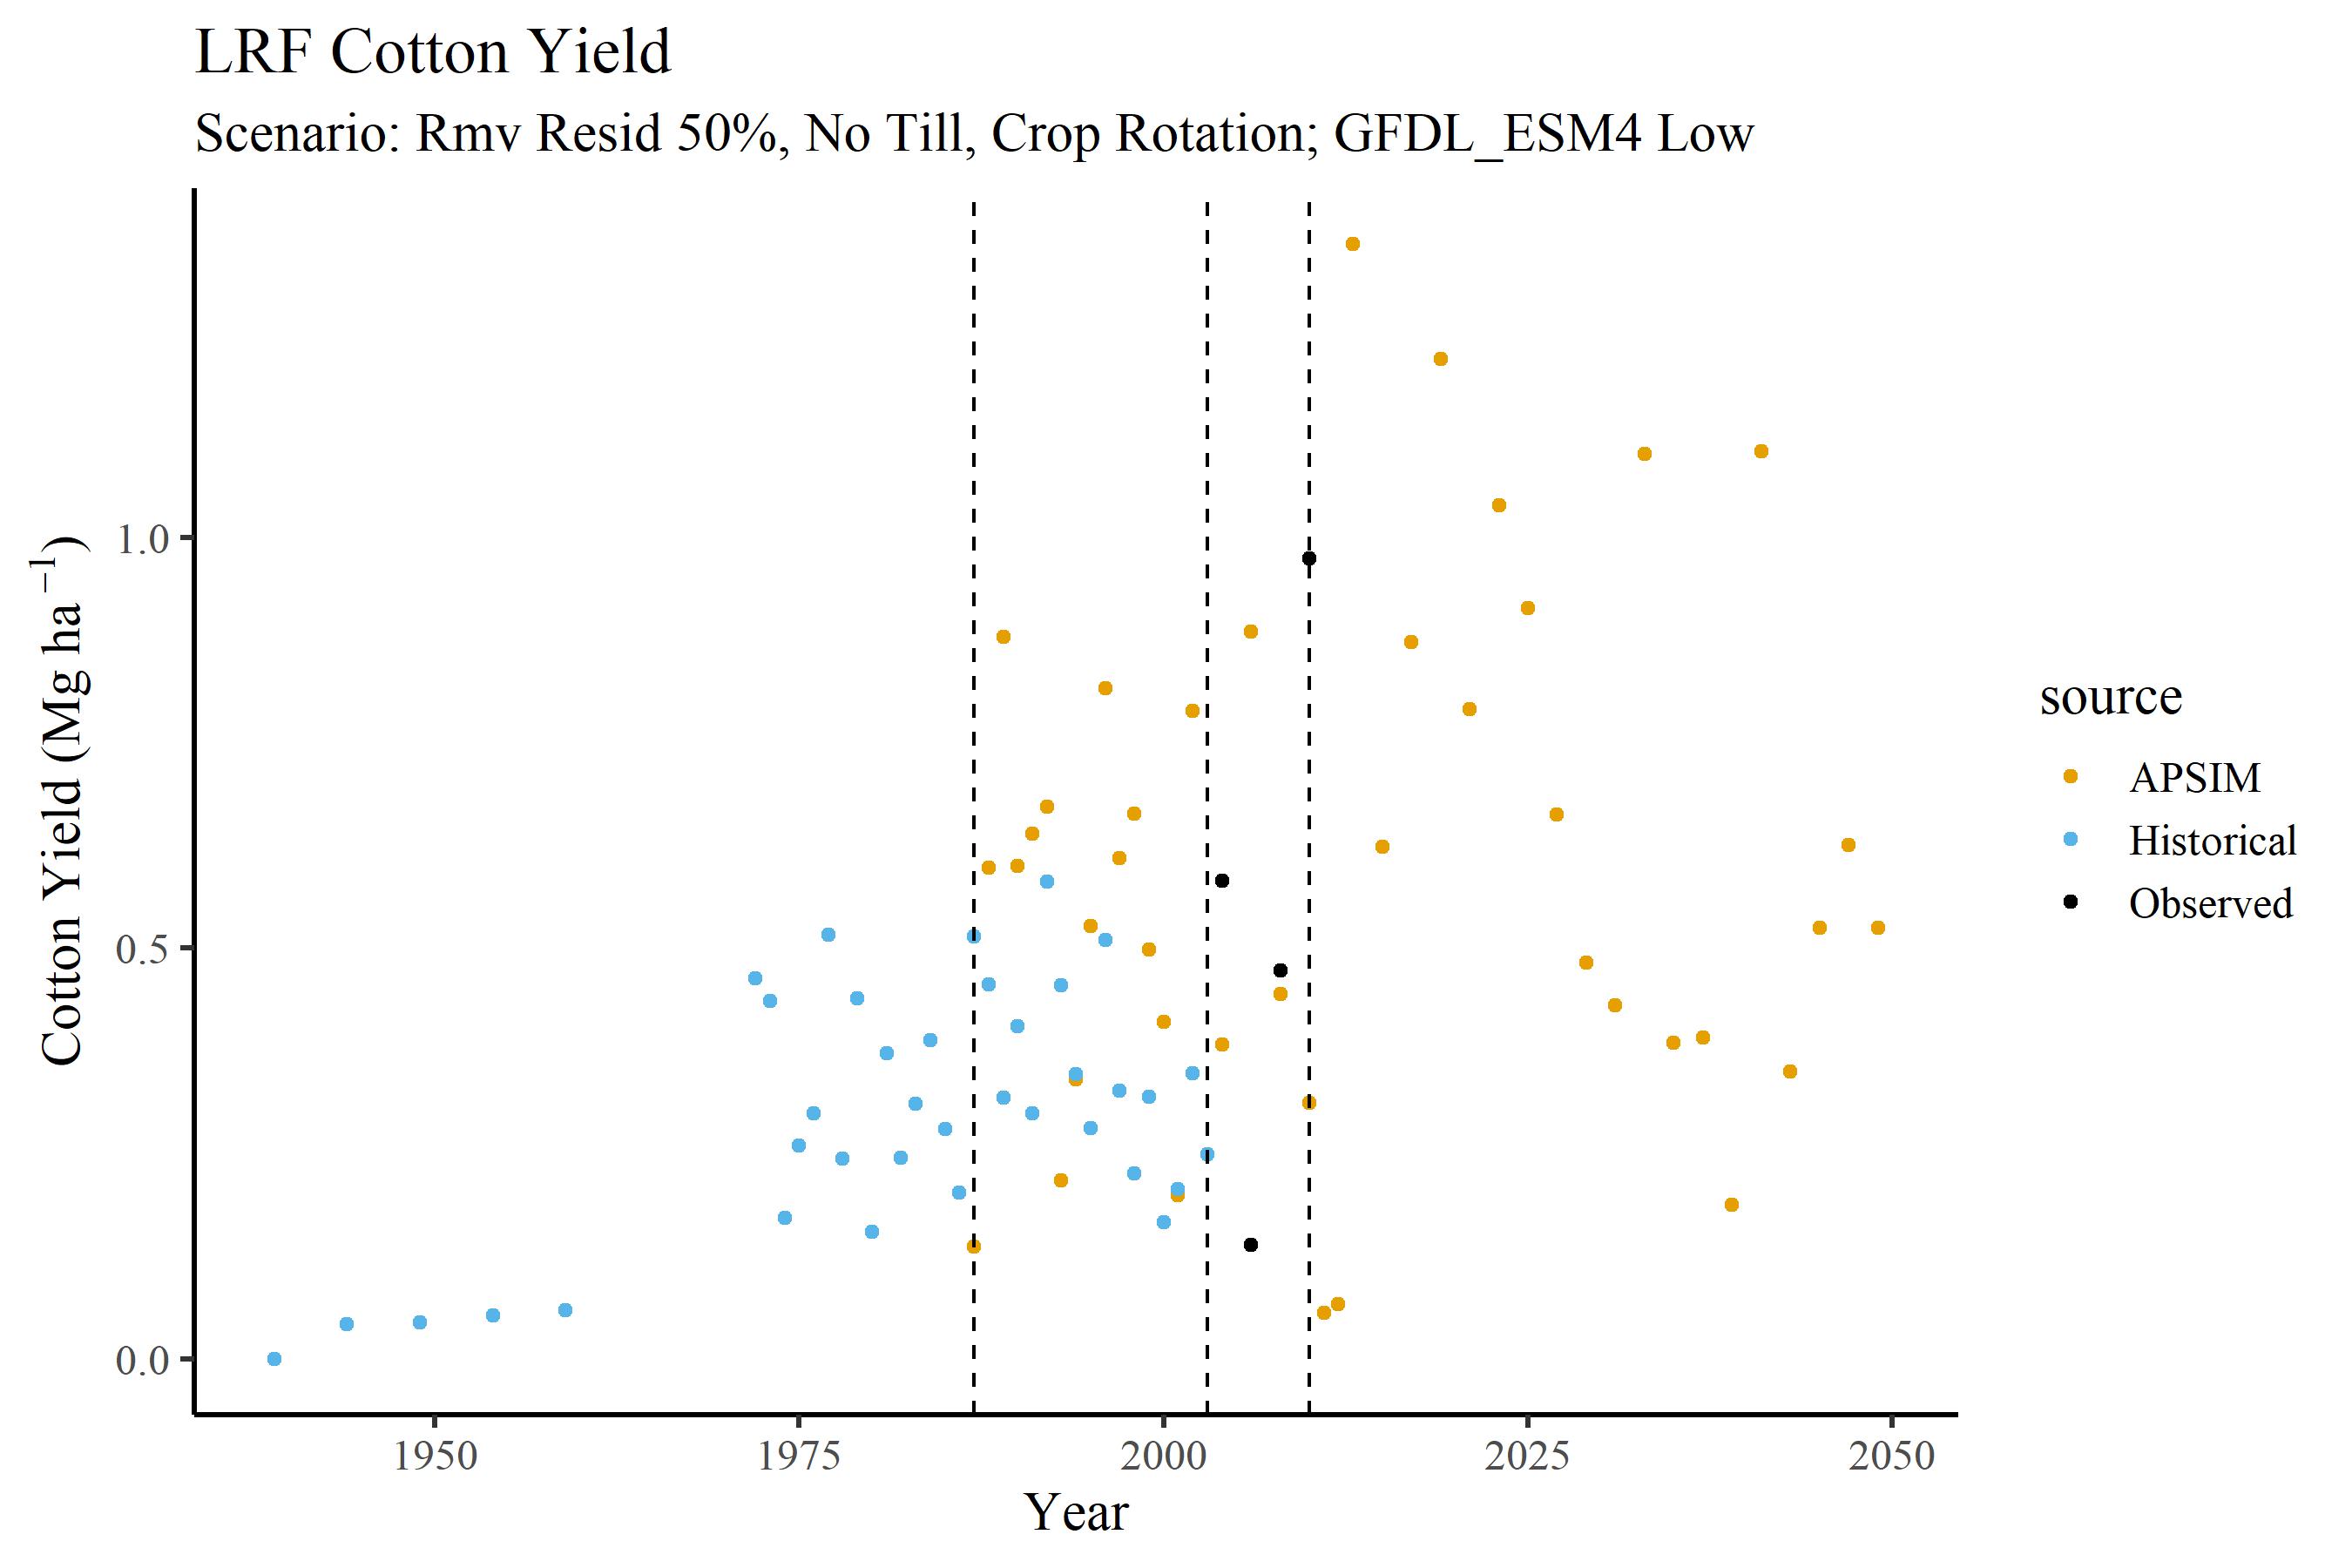 LRF Cotton Yield
Scenario: Rmv Resid 50%, No Till, Crop Rotation; GFDL_ESM4 Low
Cotton Yield (Mg ha⁻¹)
1.0
0.5
0.0
1950 1975 2000 2025 2050
Year
source
APSIM
Historical
Observed